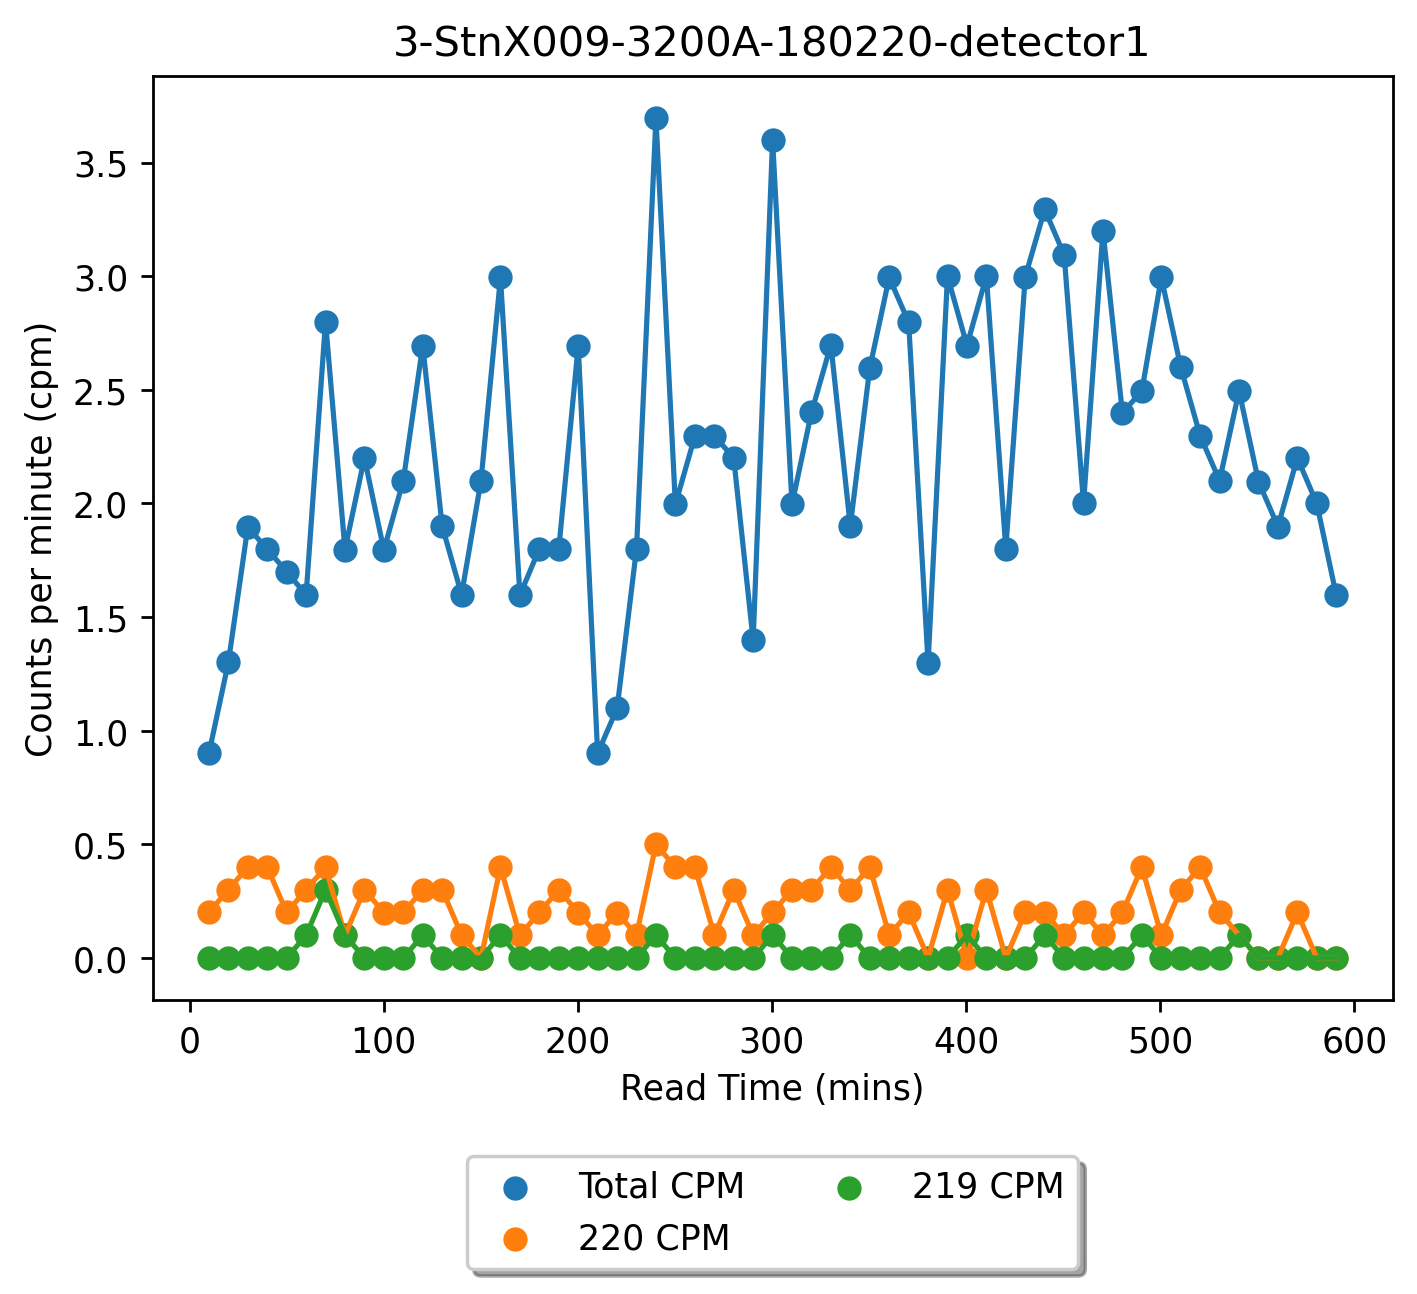 3-StnX009-3200A-180220-detector1
Counts per minute (cpm)
3.5
3.0
2.5
2.0
1.5
1.0
0.5
0.0
0 100 200 300 400 500 600
Read Time (mins)
Total CPM 219 CPM
220 CPM